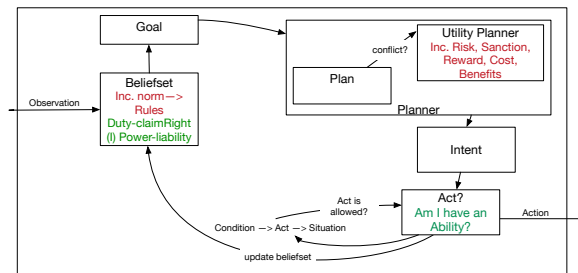 Goal
Utility Planner
Inc. Risk, Sanction,
Reward, Cost,
Benefits
conflict?
Plan
Planner
Beliefset
Inc. norm—>
Rules
Duty-claimRight
(I) Power-liability
Observation
Intent
Act?
Am I have an
Ability?
Action
Act is
allowed?
Condition —> Act —> Situation
update beliefset